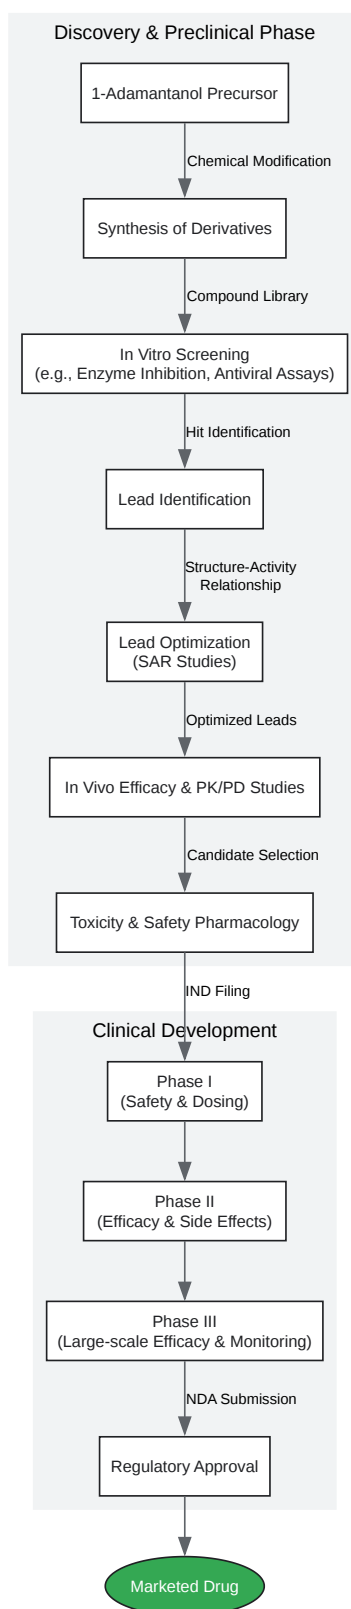 Discovery & Preclinical Phase
1-Adamantanol Precursor
Chemical Modification
Synthesis of Derivatives
Compound Library
In Vitro Screening
(e.g., Enzyme Inhibition, Antiviral Assays)
Hit Identification
Lead Identification
Structure-Activity
Relationship
Lead Optimization
(SAR Studies)
Optimized Leads
In Vivo Efficacy & PK/PD Studies
Candidate Selection
Toxicity & Safety Pharmacology
IND Filing
Clinical Development
Phase I
(Safety & Dosing)
Phase II
(Efficacy & Side Effects)
Phase III
(Large-scale Efficacy & Monitoring)
NDA Submission
Regulatory Approval
Marketed Drug